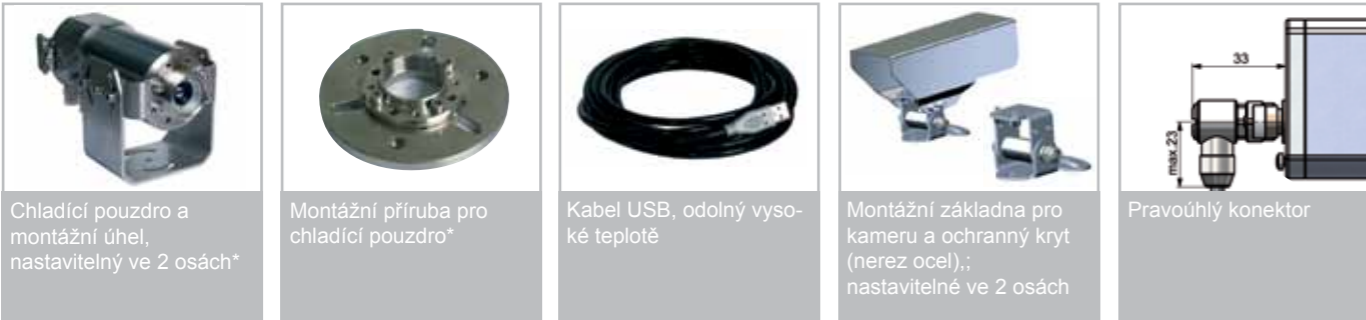 Chladící pouzdro a
montážní úhel,
nastavitelný ve 2 osách*
Montážní příruba pro
chladící pouzdro*
Kabel USB, odolný vyso-
ké teplotě
Montážní základna pro
kameru a ochranný kryt
(nerez ocel),;
nastavitelné ve 2 osách
33
max.23
Pravoúhlý konektor